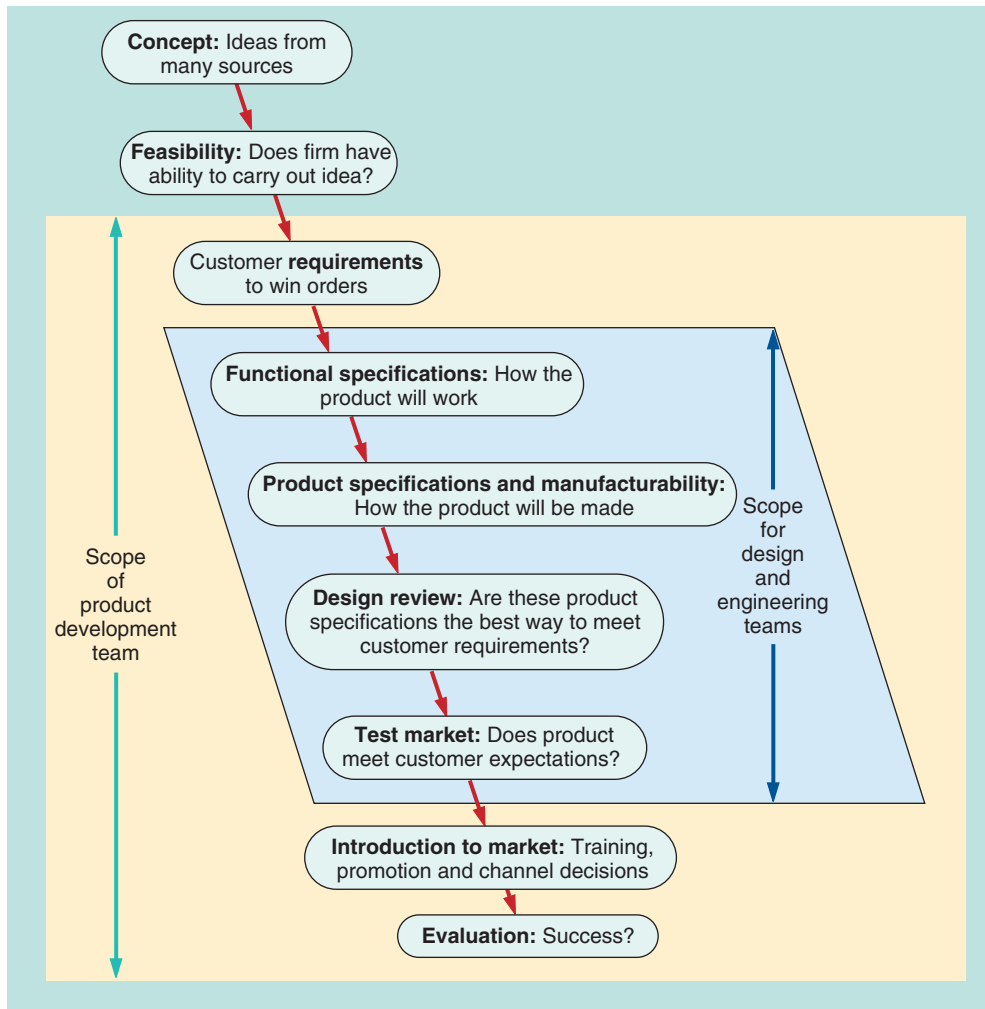 Concept: Ideas from
many sources
Feasibility: Does firm have
ability to carry out idea?
Customer requirements
to win orders
Functional specifications: How the
product will work
Product specifications and manufacturability:
How the product will be made
Scope
for
design
and
engineering
teams
Scope
of
product
development
team
Design review: Are these product
specifications the best way to meet
customer requirements?
Test market: Does product
meet customer expectations?
Introduction to market: Training,
promotion and channel decisions
Evaluation: Success?